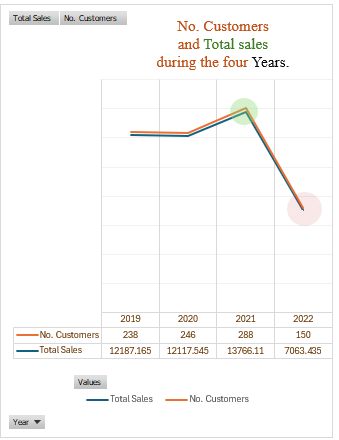 Total Sales No. Customers
No. Customers
and Total sales
during the four Years.
2019 2020 2021 2022
No. Customers 238 246 288 150
Total Sales 12187.165 12117.545 13766.11 7063.435
Values
Total Sales No. Customers
Year